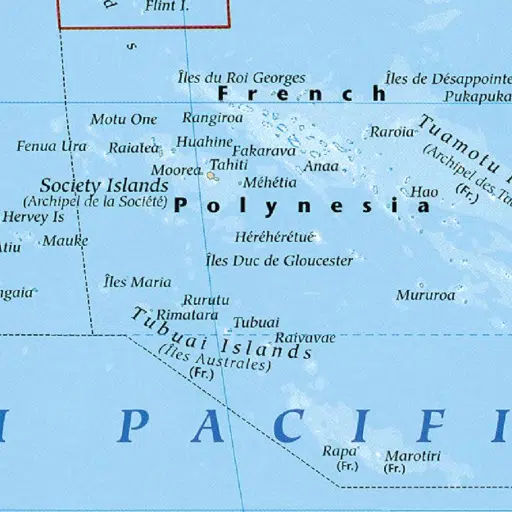 Flint I.
d
s
Îles du Roi Georges
Îles de Désappointe
French
Pukapuka
Motu One
Rangiroa
Raroia
Tuamotu
Fenua Ura
Raiatea
Huahine
Fakarava
(Archipel des Tu
Moorea
Tahiti
Anaa
(Fr.)
Society Islands
Méhétia
Hao
(Archipel de la Société)
Polynesia
Hervey Is
Mauke
Héréhérétué
Atiu
Îles Duc de Gloucester
ngaia
Îles Maria
Mururoa
Rurutu
Rimatara
Tubuai
Raivavae
Tubuai Islands
(Îles Australes)
(Fr.)
I PACIFI
Rapa
(Fr.)
Marotiri
(Fr.)